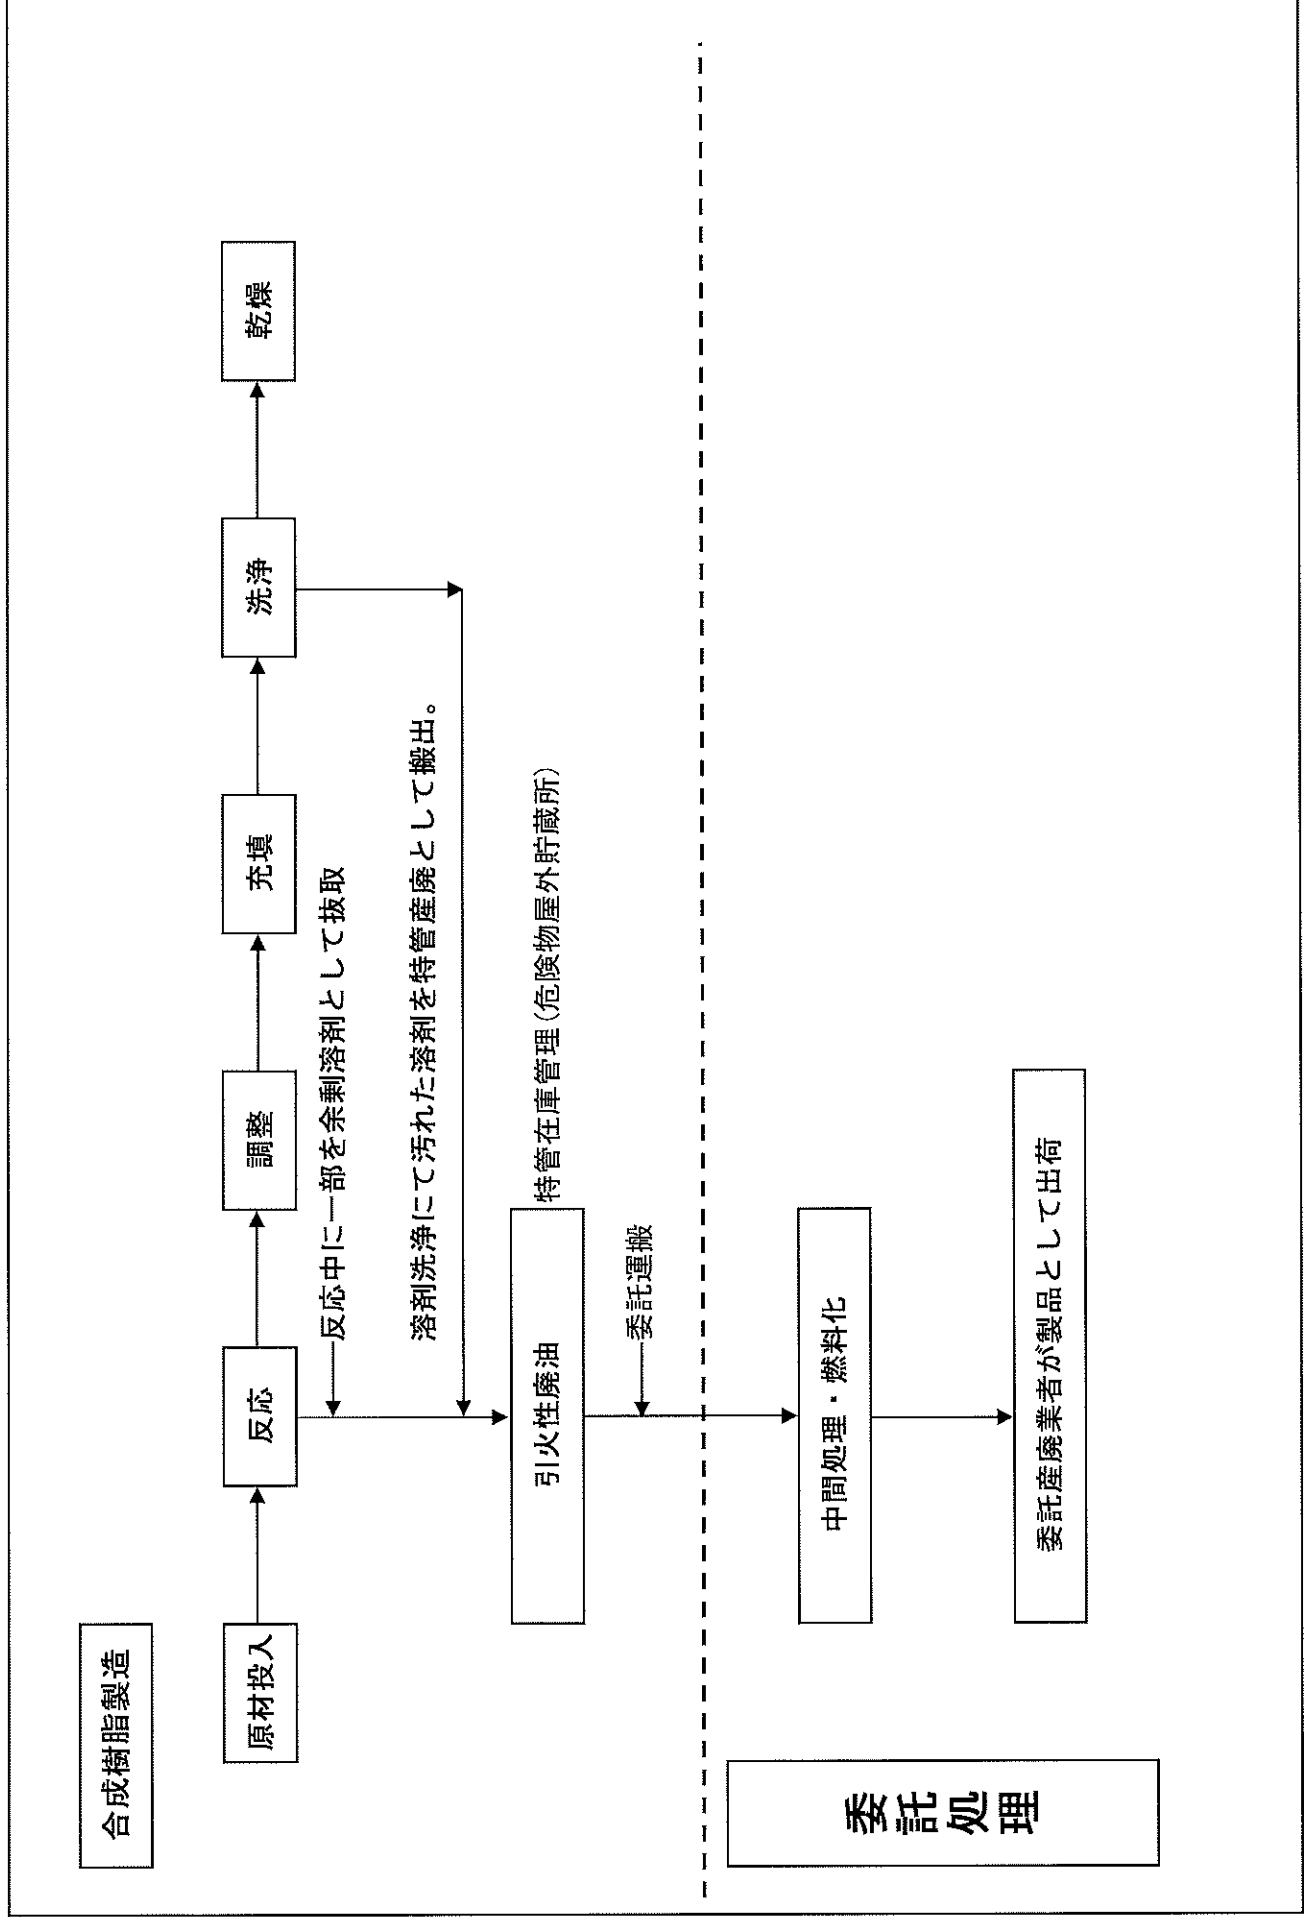 合成樹脂製造
原材投入
反応
調整
充填
洗浄
乾燥
反応中に一部を余剰溶剤として抜取
溶剤洗浄にて汚れた溶剤を特管産廃として搬出。
引火性廃油
特管在庫管理(危険物屋外貯蔵所)
委託運搬
委託処理
中間処理・燃料化
委託産廃業者が製品として出荷